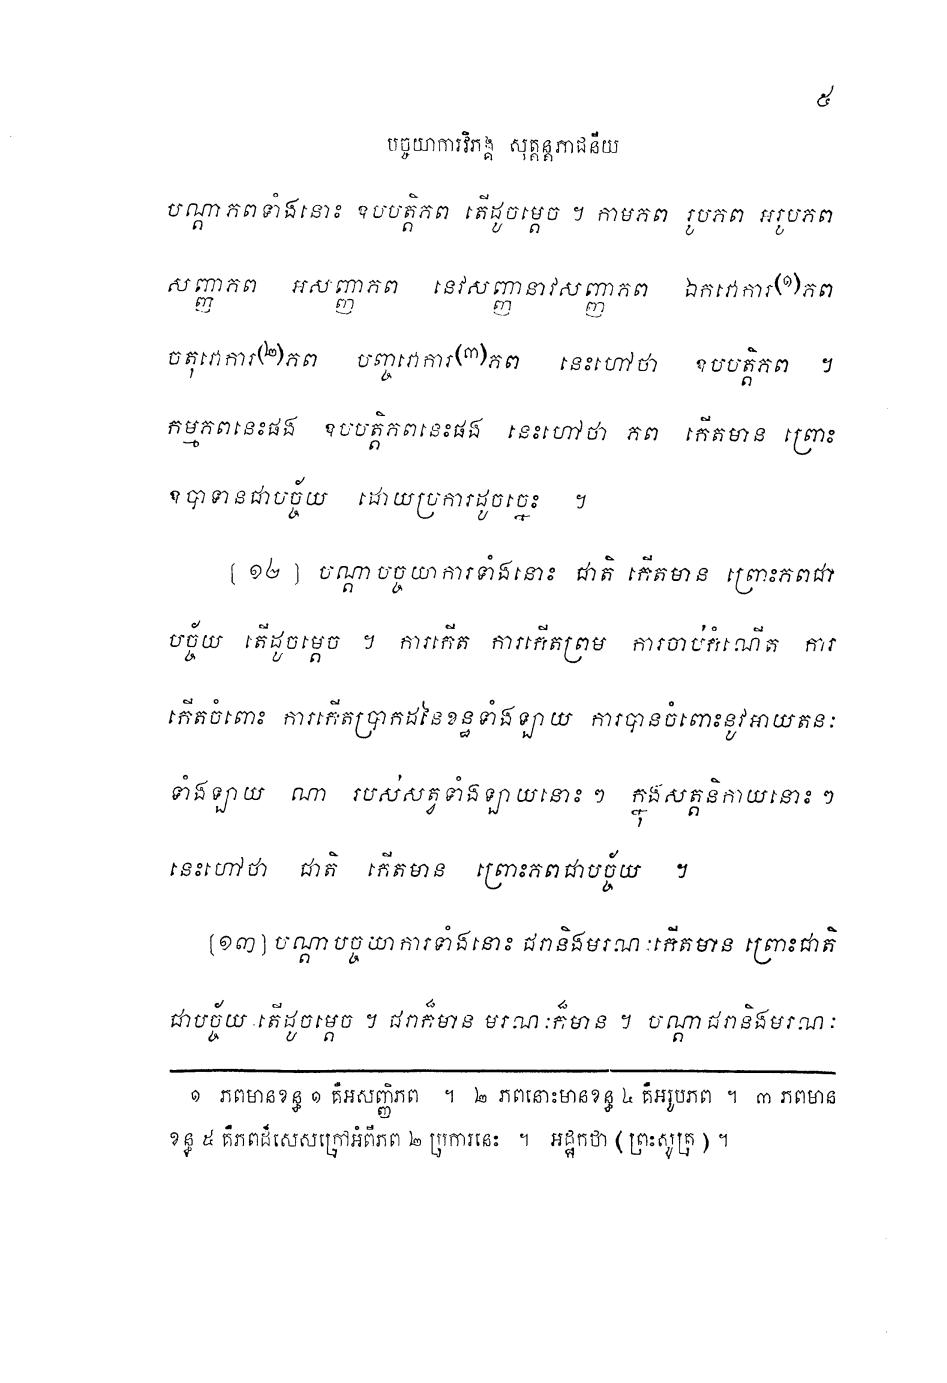 ៥
បច្ចយាការវិភង្គ សុត្តន្តភាជនីយ
បណ្តាភពទាំងនោះ ឧបបត្តិភព តើដូចម្តេច ។ កាមភព រូបភព អរូបភព
សញ្ញាភព អសញ្ញាភព នេវសញ្ញានាវសញ្ញាភព ឯកវោការ(១)ភព
ចតុវោការ(២)ភព បញ្ចវោការ(៣)ភព នេះហៅថា ឧបបត្តិភព ។
កម្មភពនេះផង ឧបបត្តិភពនេះផង នេះហៅថា ភព កើតមាន ព្រោះ
ឧបាទានជាបច្ច័យ ដោយប្រការដូច្នេះ ។
[ ១២ ] បណ្តាបច្ចយាការទាំងនោះ ជាតិ កើតមាន ព្រោះភពជា
បច្ច័យ តើដូចម្តេច ។ ការកើត ការកើតព្រម ការចាប់កំណើត ការ
កើតចំពោះ ការកើតប្រាកដនៃខន្ធទាំងឡាយ ការបានចំពោះនូវអាយតនៈ
ទាំងឡាយ ណា របស់សត្វទាំងឡាយនោះ ៗ ក្នុងសត្តនិកាយនោះ ៗ
នេះហៅថា ជាតិ កើតមាន ព្រោះភពជាបច្ច័យ ។
[១៣] បណ្តាបច្ចយាការទាំងនោះ ជរានិងមរណៈកើតមាន ព្រោះជាតិ
ជាបច្ច័យ តើដូចម្តេច ។ ជរាក៏មាន មរណៈក៏មាន ។ បណ្តាជរានិងមរណៈ
១ ភពមានខន្ធ ១ គឺអសញ្ញិភព ។ ២ ភពនោះមានខន្ធ ៤ គឺអរូបភព ។ ៣ ភពមាន
ខន្ធ ៥ គឺភពដ៏សេសក្រៅអំពីភព ២ ប្រការនេះ ។ អដ្ឋកថា ( ព្រះសូត្រ ) ។